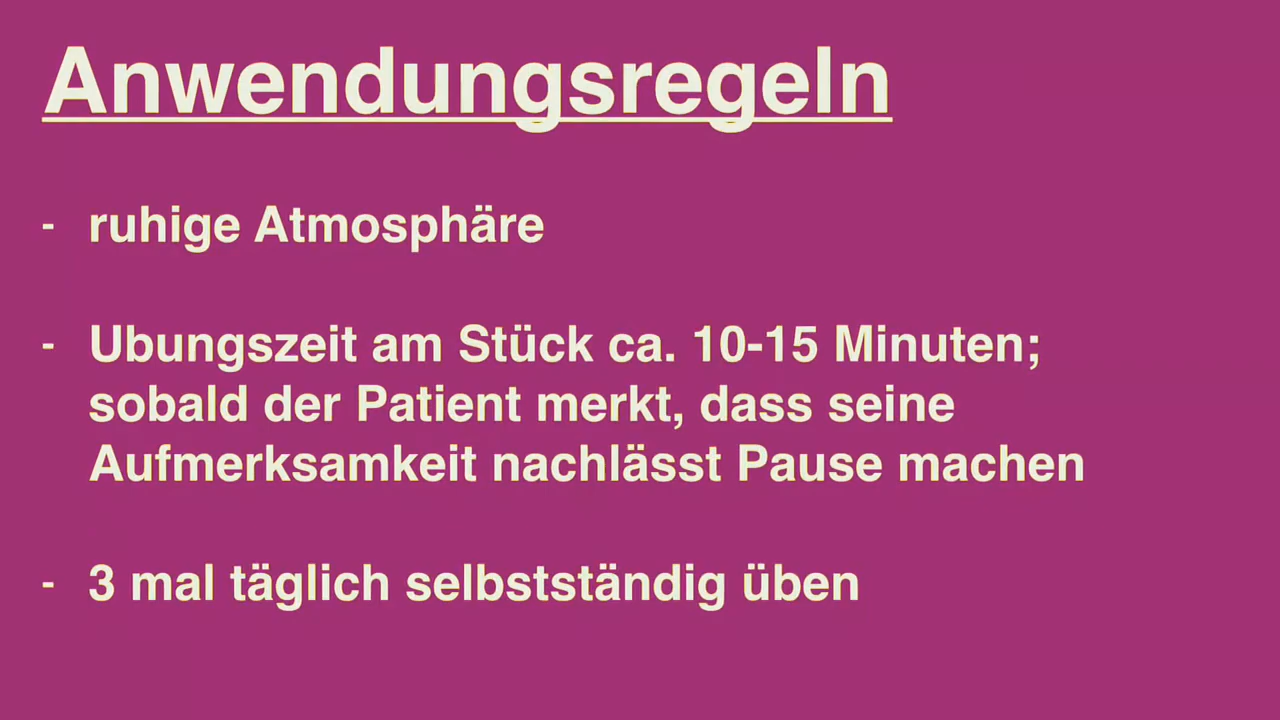 Anwendungsregeln
- ruhige Atmosphäre
- Ubungszeit am Stück ca. 10-15 Minuten;
sobald der Patient merkt, dass seine
Aufmerksamkeit nachlässt Pause machen
- 3 mal täglich selbstständig üben